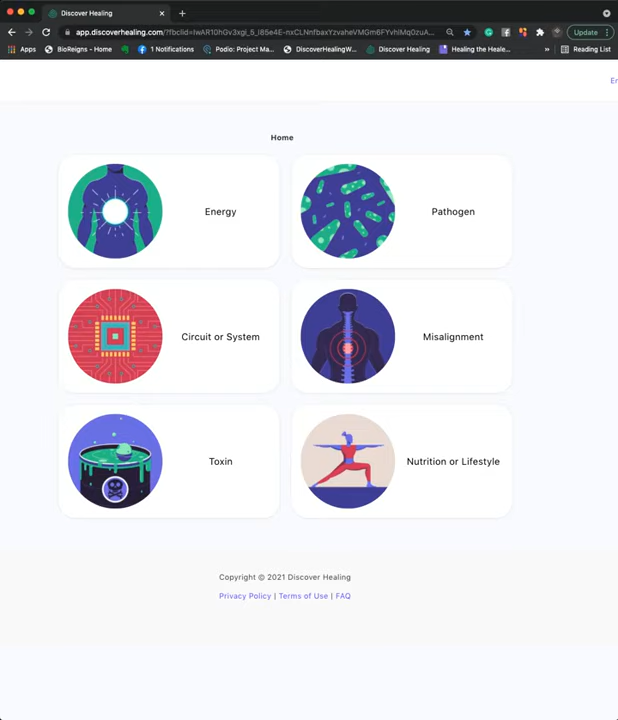 Discover Healing
app.discoverhealing.com
Update
Apps
BioReigns - Home
1 Notifications
Podio: Project Ma...
DiscoverHealingW...
Discover Healing
Healing the Heale...
»
Reading List
Er
Home
Energy
Pathogen
Circuit or System
Misalignment
Toxin
Nutrition or Lifestyle
Copyright © 2021 Discover Healing
Privacy Policy | Terms of Use | FAQ